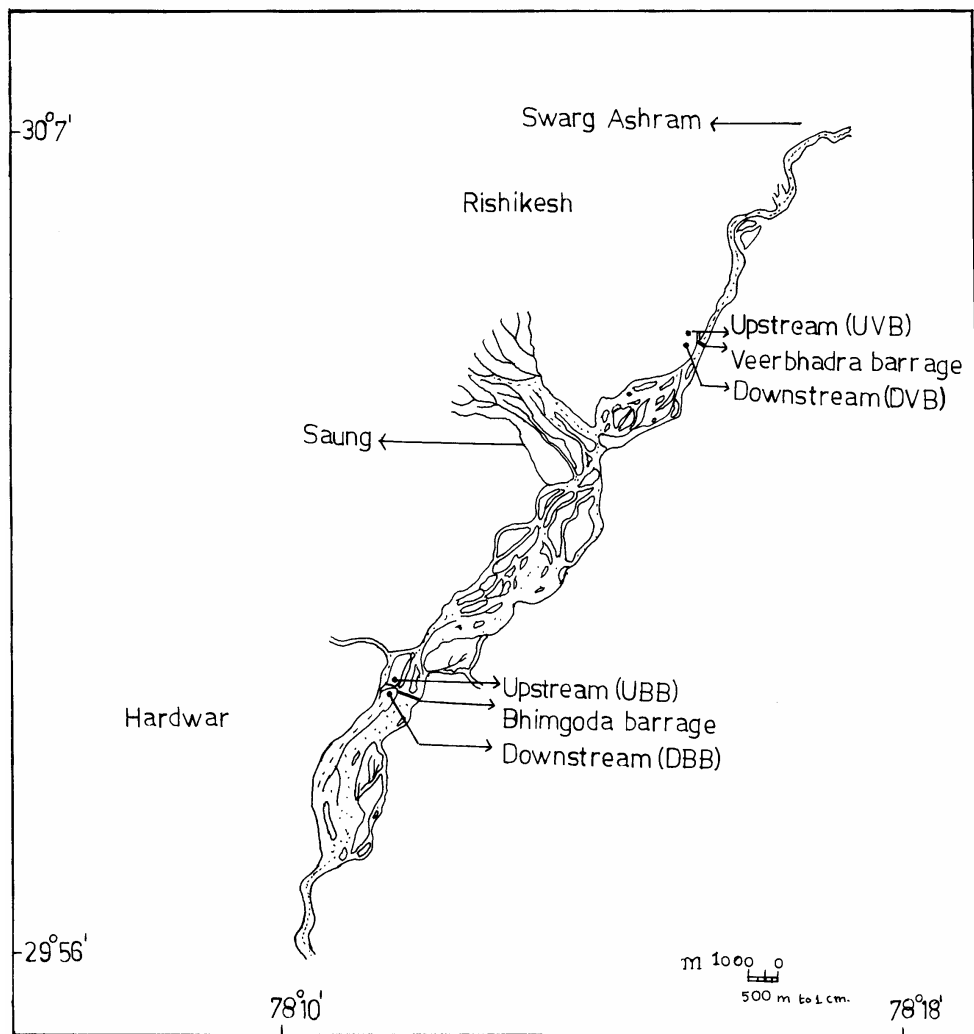 30°7'
Swarg Ashram
Rishikesh
Upstream (UVB)
Veerbhadra barrage
Downstream (DVB)
Saung
Upstream (UBB)
Bhimgoda barrage
Downstream (DBB)
Hardwar
29°56'
m 1000 0
500 m to 1 cm.
78°10'
78°18'